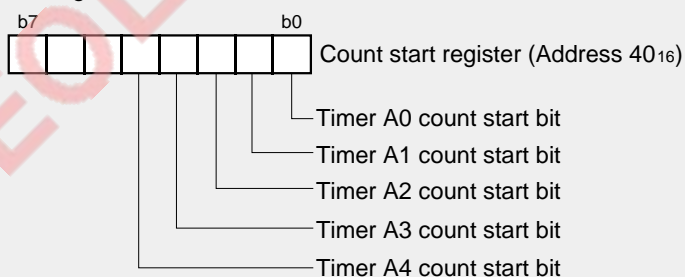 b7 b0
Count start register (Address 40₁₆)
Timer A0 count start bit
Timer A1 count start bit
Timer A2 count start bit
Timer A3 count start bit
Timer A4 count start bit